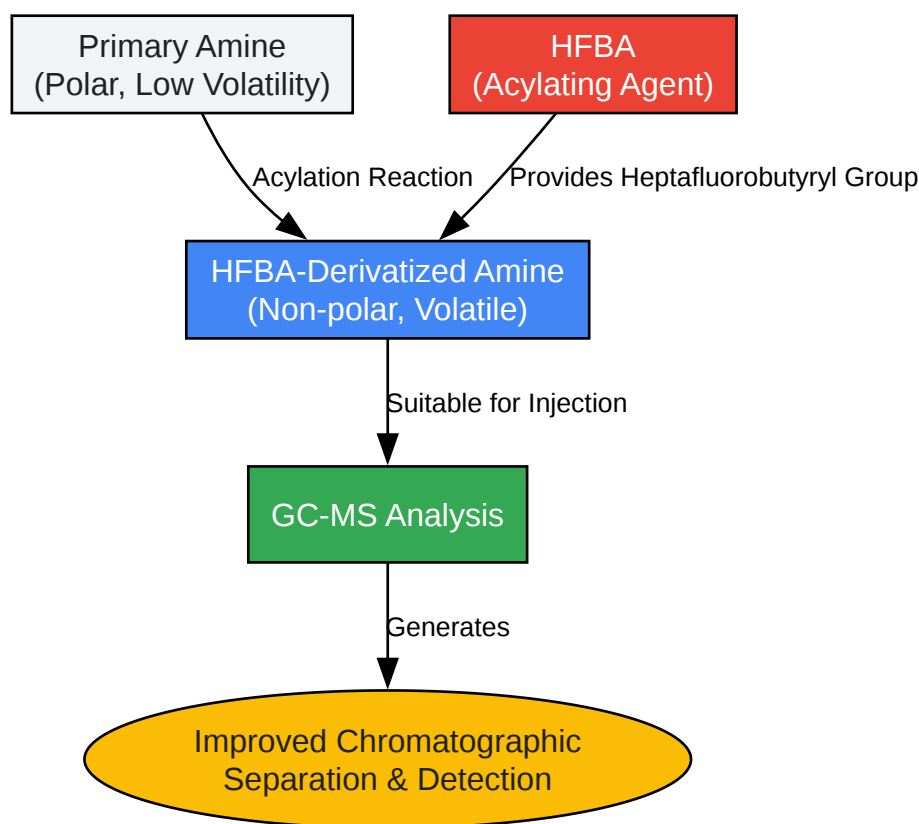 Primary Amine
(Polar, Low Volatility)
HFBA
(Acylating Agent)
Acylation Reaction
Provides Heptafluorobutyryl Group
HFBA-Derivatized Amine
(Non-polar, Volatile)
Suitable for Injection
GC-MS Analysis
Generates
Improved Chromatographic
Separation & Detection